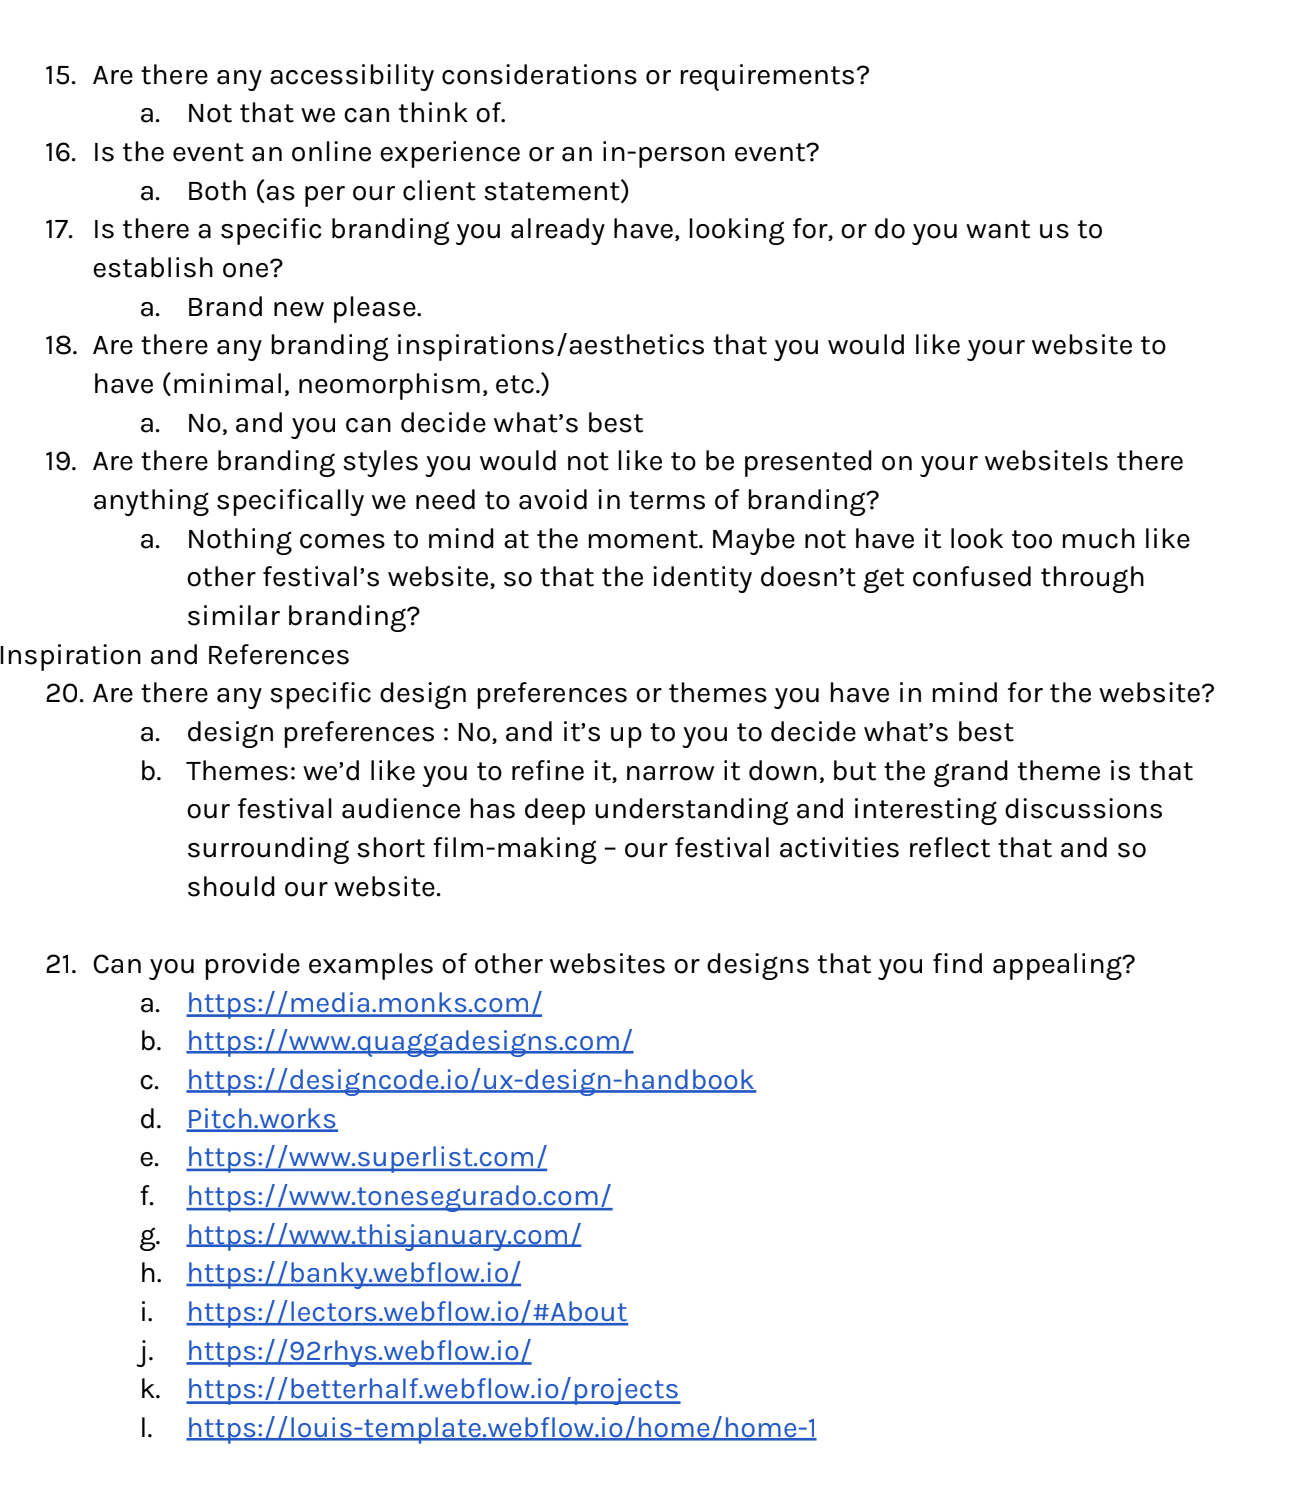 15. Are there any accessibility considerations or requirements?
a. Not that we can think of.
16. Is the event an online experience or an in-person event?
a. Both (as per our client statement)
17. Is there a specific branding you already have, looking for, or do you want us to
establish one?
a. Brand new please.
18. Are there any branding inspirations/aesthetics that you would like your website to
have (minimal, neomorphism, etc.)
a. No, and you can decide what's best
19. Are there branding styles you would not like to be presented on your websiteIs there
anything specifically we need to avoid in terms of branding?
a. Nothing comes to mind at the moment. Maybe not have it look too much like
other festival's website, so that the identity doesn't get confused through
similar branding?
Inspiration and References
20. Are there any specific design preferences or themes you have in mind for the website?
a. design preferences : No, and it's up to you to decide what's best
b. Themes: we'd like you to refine it, narrow it down, but the grand theme is that
our festival audience has deep understanding and interesting discussions
surrounding short film-making – our festival activities reflect that and so
should our website.
21. Can you provide examples of other websites or designs that you find appealing?
a. https://media.monks.com/
b. https://www.quaggadesigns.com/
c. https://designcode.io/ux-design-handbook
d. Pitch.works
e. https://www.superlist.com/
f. https://www.tonesegurado.com/
g. https://www.thisjanuary.com/
h. https://banky.webflow.io/
i. https://lectors.webflow.io/#About
j. https://92rhys.webflow.io/
k. https://betterhalf.webflow.io/projects
l. https://louis-template.webflow.io/home/home-1